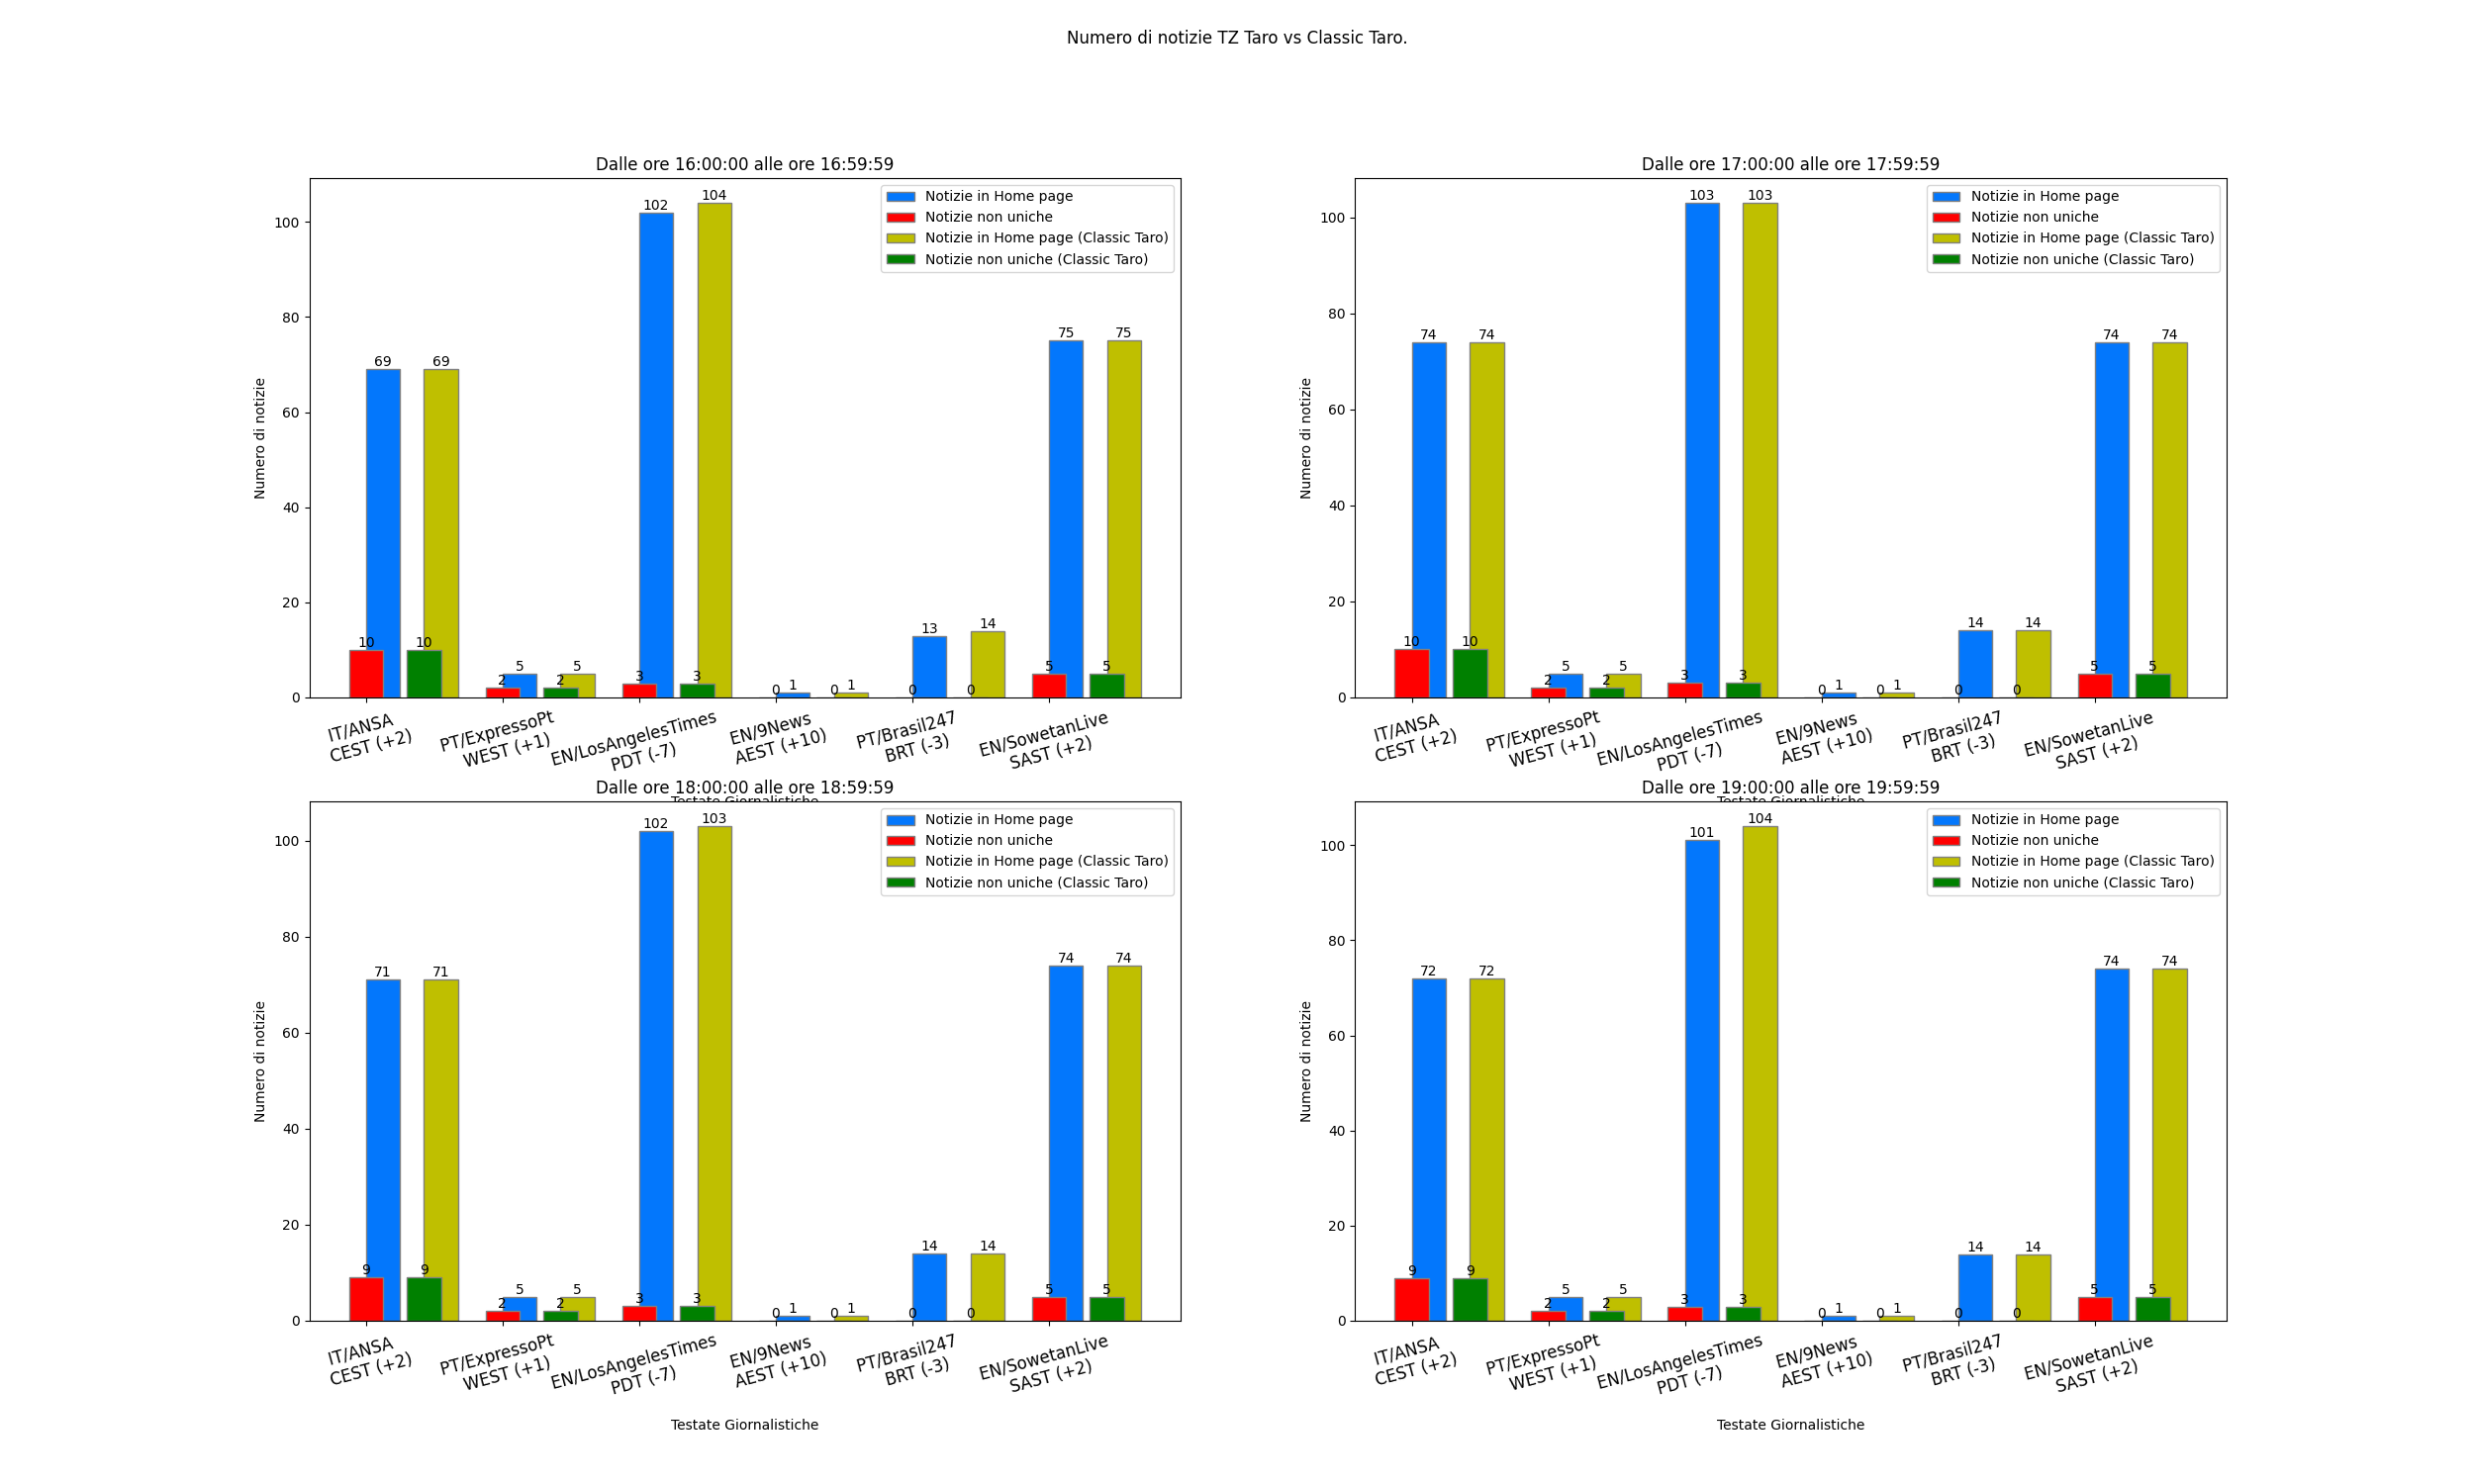 Numero di notizie TZ Taro vs Classic Taro.
Dalle ore 16:00:00 alle ore 16:59:59
Notizie in Home page
Notizie non uniche
Notizie in Home page (Classic Taro)
Notizie non uniche (Classic Taro)
Numero di notizie
100
80
60
40
20
0
69 69 102 104 75 75
10 10 5 5 2 2 3 3 0 1 0 1 0 13 0 14 5 5
IT/ANSA
CEST (+2)
PT/ExpressoPt
WEST (+1)
EN/LosAngelesTimes
PDT (-7)
EN/9News
AEST (+10)
PT/Brasil247
BRT (-3)
EN/SowetanLive
SAST (+2)
Testate Giornalistiche
Dalle ore 17:00:00 alle ore 17:59:59
Notizie in Home page
Notizie non uniche
Notizie in Home page (Classic Taro)
Notizie non uniche (Classic Taro)
Numero di notizie
100
80
60
40
20
0
74 74 103 103 74 74
10 10 5 5 2 2 3 3 0 1 0 1 0 14 0 14 5 5
IT/ANSA
CEST (+2)
PT/ExpressoPt
WEST (+1)
EN/LosAngelesTimes
PDT (-7)
EN/9News
AEST (+10)
PT/Brasil247
BRT (-3)
EN/SowetanLive
SAST (+2)
Testate Giornalistiche
Dalle ore 18:00:00 alle ore 18:59:59
Notizie in Home page
Notizie non uniche
Notizie in Home page (Classic Taro)
Notizie non uniche (Classic Taro)
Numero di notizie
100
80
60
40
20
0
71 71 102 103 74 74
9 9 5 5 2 2 3 3 0 1 0 1 0 14 0 14 5 5
IT/ANSA
CEST (+2)
PT/ExpressoPt
WEST (+1)
EN/LosAngelesTimes
PDT (-7)
EN/9News
AEST (+10)
PT/Brasil247
BRT (-3)
EN/SowetanLive
SAST (+2)
Testate Giornalistiche
Dalle ore 19:00:00 alle ore 19:59:59
Notizie in Home page
Notizie non uniche
Notizie in Home page (Classic Taro)
Notizie non uniche (Classic Taro)
Numero di notizie
100
80
60
40
20
0
72 72 101 104 74 74
9 9 5 5 2 2 3 3 0 1 0 1 0 14 0 14 5 5
IT/ANSA
CEST (+2)
PT/ExpressoPt
WEST (+1)
EN/LosAngelesTimes
PDT (-7)
EN/9News
AEST (+10)
PT/Brasil247
BRT (-3)
EN/SowetanLive
SAST (+2)
Testate Giornalistiche